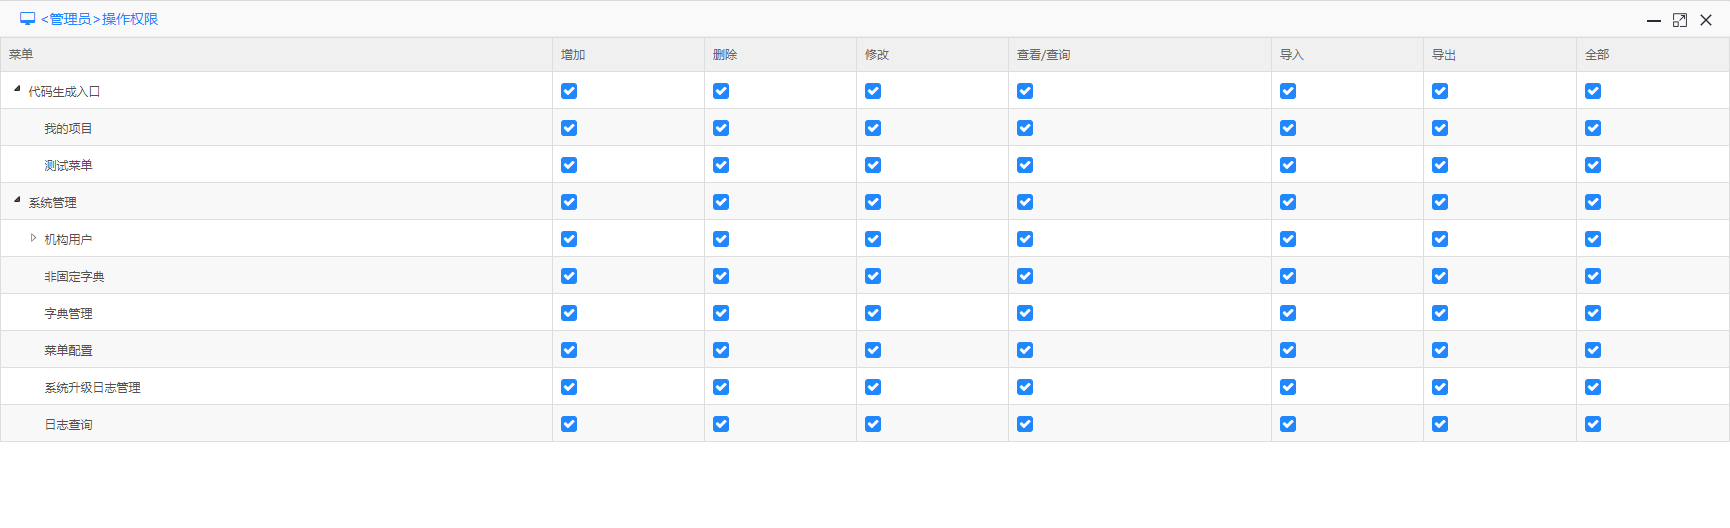 <管理员>操作权限
菜单 增加 删除 修改 查看/查询 导入 导出 全部
代码生成入口
我的项目
测试菜单
系统管理
机构用户
非固定字典
字典管理
菜单配置
系统升级日志管理
日志查询